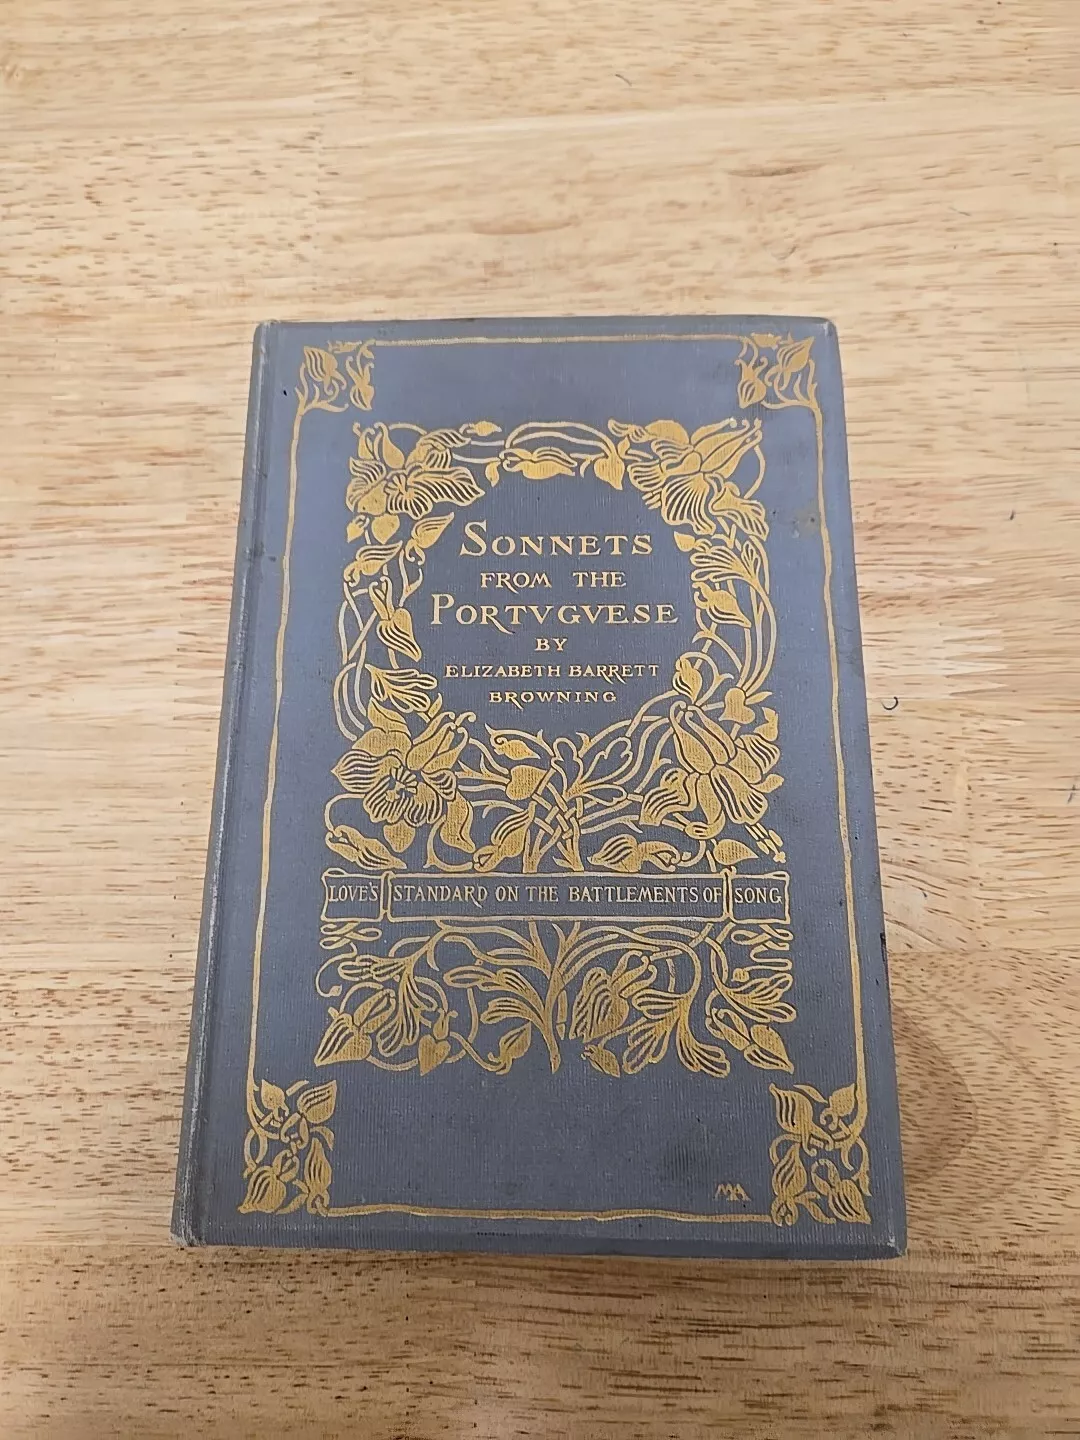 SONNETS
FROM THE
PORTVGVESE
BY
ELIZABETH BARRETT
BROWNING
LOVE'S STANDARD ON THE BATTLEMENTS OF SONG
MA